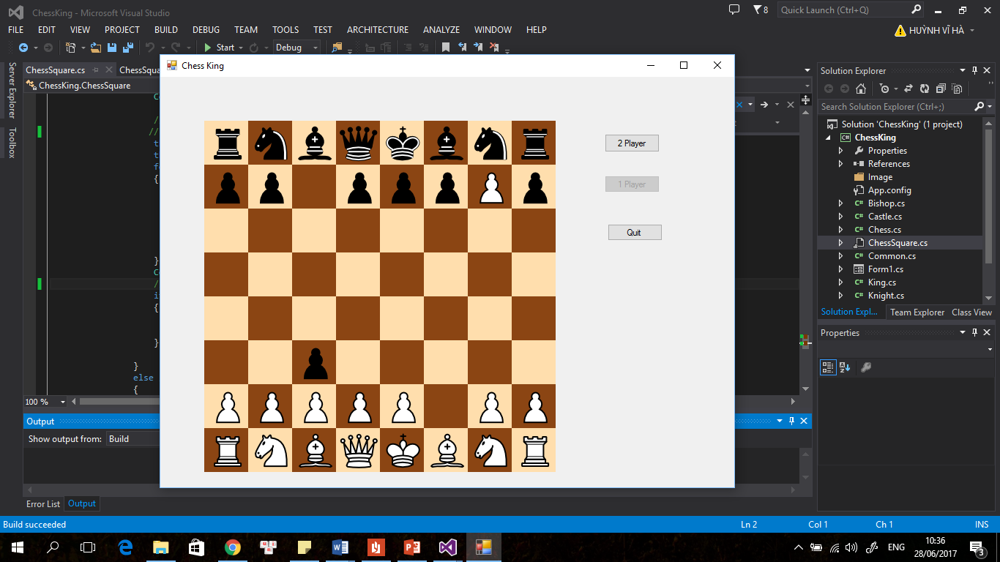 ChessKing - Microsoft Visual Studio
8
Quick Launch (Ctrl+Q)
FILE EDIT VIEW PROJECT BUILD DEBUG TEAM TOOLS TEST ARCHITECTURE ANALYZE WINDOW HELP
HUỲNH VĨ HÀ
Start Debug
Server Explorer
Toolbox
ChessSquare.cs
ChessSqua
ChessKing.ChessSquare
Chess King
2 Player
1 Player
Quit
/
//
t
t
fo
{
}
/
i
{
}
}
else
{
100 %
Output
Show output from: Build
Error List Output
Solution Explorer
Search Solution Explorer (Ctrl+;)
Solution 'ChessKing' (1 project)
ChessKing
Properties
References
Image
App.config
Bishop.cs
Castle.cs
Chess.cs
ChessSquare.cs
Common.cs
Form1.cs
King.cs
Knight.cs
Solution Expl... Team Explorer Class View
Properties
Build succeeded Ln 2 Col 1 Ch 1 INS
ENG
10:36
28/06/2017
3